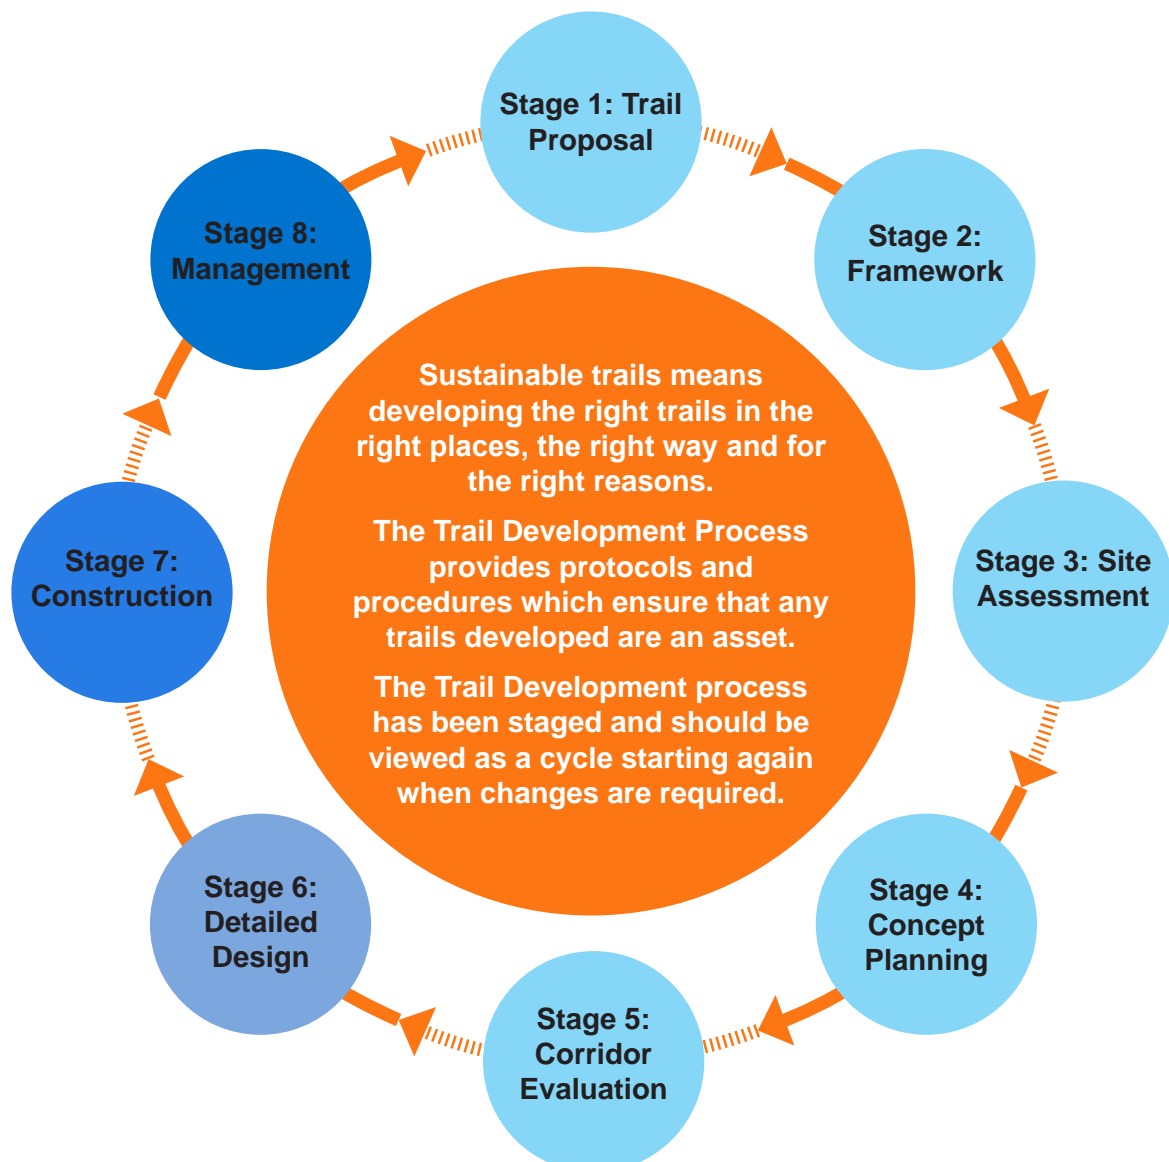 Stage 1: Trail
Proposal
Stage 2:
Framework
Stage 3: Site
Assessment
Stage 4:
Concept
Planning
Stage 5:
Corridor
Evaluation
Stage 6:
Detailed
Design
Stage 7:
Construction
Stage 8:
Management
Sustainable trails means
developing the right trails in the
right places, the right way and for
the right reasons.
The Trail Development Process
provides protocols and
procedures which ensure that any
trails developed are an asset.
The Trail Development process
has been staged and should be
viewed as a cycle starting again
when changes are required.